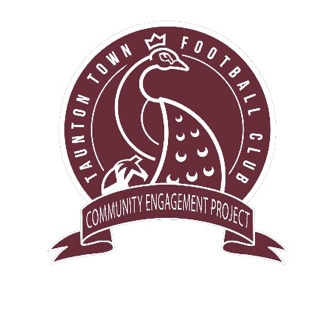 TAUNTON TOWN FOOTBALL CLUB
COMMUNITY ENGAGEMENT PROJECT